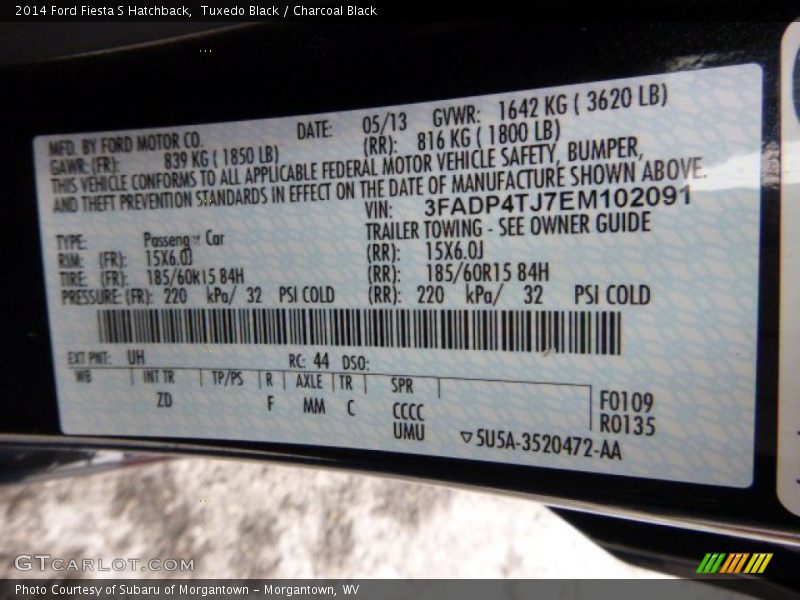 2014 Ford Fiesta S Hatchback, Tuxedo Black / Charcoal Black
MFD. BY FORD MOTOR CO. DATE: 05/13 GVWR: 1642 KG ( 3620 LB)
GAWR: (FR): 839 KG ( 1850 LB) (RR): 816 KG ( 1800 LB)
THIS VEHICLE CONFORMS TO ALL APPLICABLE FEDERAL MOTOR VEHICLE SAFETY, BUMPER,
AND THEFT PREVENTION STANDARDS IN EFFECT ON THE DATE OF MANUFACTURE SHOWN ABOVE.
VIN: 3FADP4TJ7EM102091
TYPE: Passenger Car TRAILER TOWING - SEE OWNER GUIDE
RIM: (FR): 15X6.0J (RR): 15X6.0J
TIRE: (FR): 185/60R15 84H (RR): 185/60R15 84H
PRESSURE: (FR): 220 kPa/ 32 PSI COLD (RR): 220 kPa/ 32 PSI COLD
EXT PNT: UH RC: 44 DSO:
WB INT TR TP/PS R AXLE TR SPR
ZD F MM C CCCC F0109
UMU R0135
▽5U5A-3520472-AA
GTCARLOT.COM
Photo Courtesy of Subaru of Morgantown - Morgantown, WV